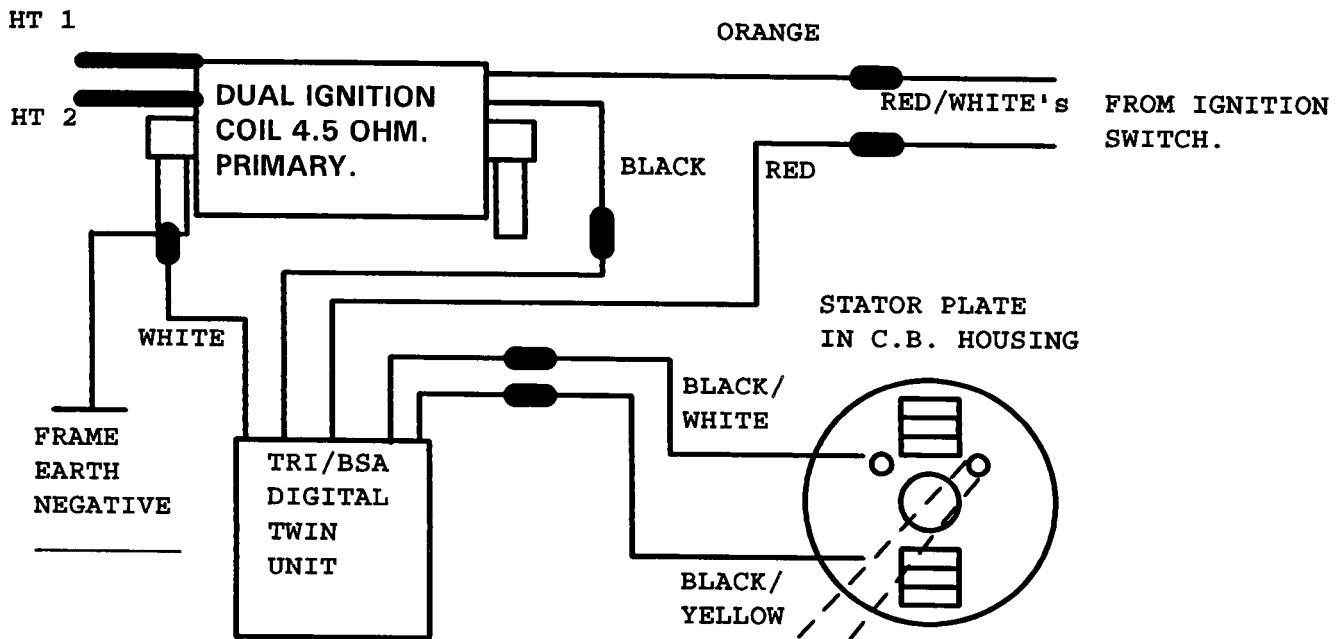 HT 1
HT 2
DUAL IGNITION
COIL 4.5 OHM.
PRIMARY.
ORANGE
RED/WHITE's
FROM IGNITION
SWITCH.
BLACK
RED
WHITE
FRAME
EARTH
NEGATIVE
TRI/BSA
DIGITAL
TWIN
UNIT
BLACK/
WHITE
BLACK/
YELLOW
STATOR PLATE
IN C.B. HOUSING